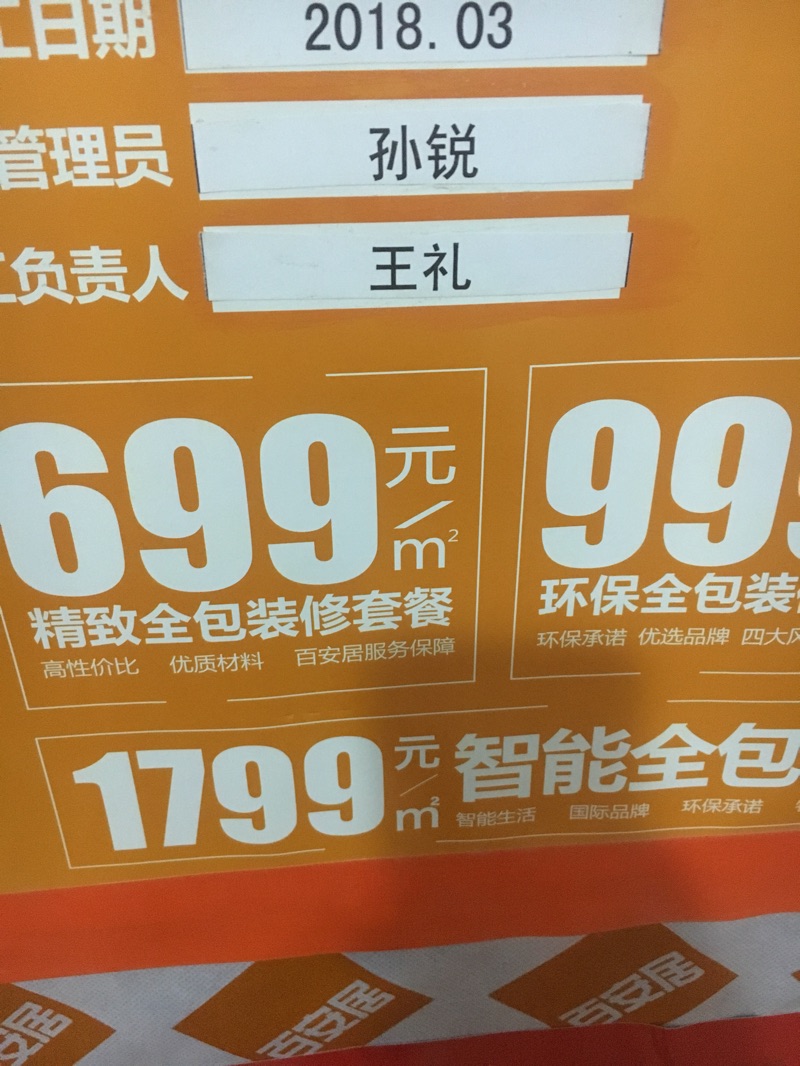 工日期 2018.03
管理员 孙锐
工负责人 王礼
699元/m²
精致全包装修套餐
高性价比 优质材料 百安居服务保障
999
环保全包装
环保承诺 优选品牌 四大风
1799元/m²
智能全包
智能生活 国际品牌 环保承诺
百安居 百安居 百安居